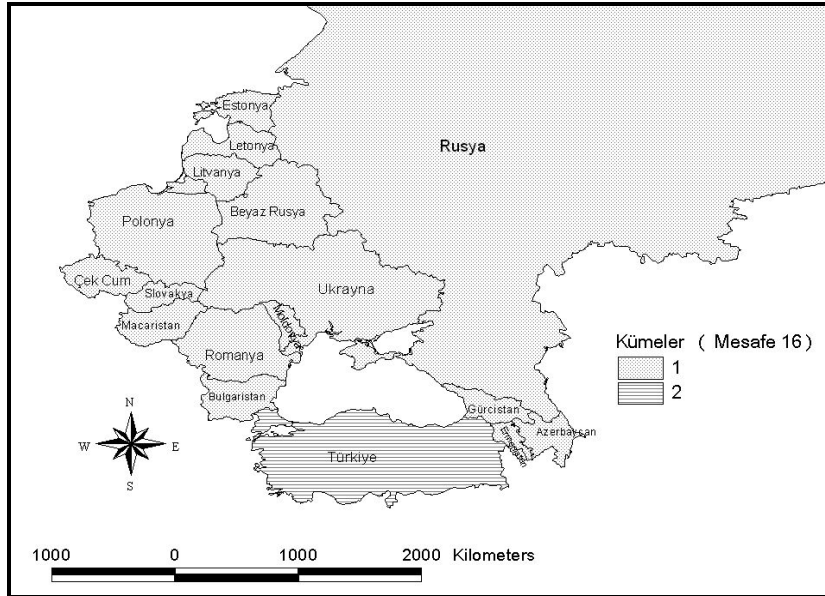 Estonya
Letonya
Litvanya
Rusya
Beyaz Rusya
Polonya
Çek Cum
Slovakya
Ukrayna
Macaristan
Moldovya
Romanya
Bulgaristan
Gürcistan
Azerbaycan
Ermenistan
Türkiye
Kümeler ( Mesafe 16)
1
2
N
W E
S
1000 0 1000 2000 Kilometers